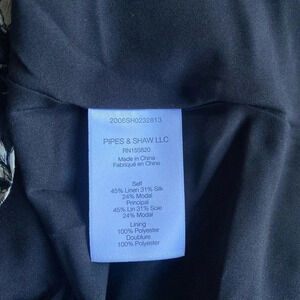 2006SH0232813
PIPES & SHAW LLC
RN155820
Made in China
Fabriqué en Chine
Self
45% Linen 31% Silk
24% Modal
Principal
45% Lin 31% Soie
24% Modal
Lining
100% Polyester
Doublure
100% Polyester